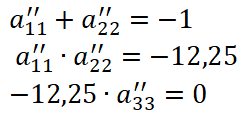 a″₁₁ + a″₂₂ = −1
a″₁₁ · a″₂₂ = −12,25
−12,25 · a″₃₃ = 0